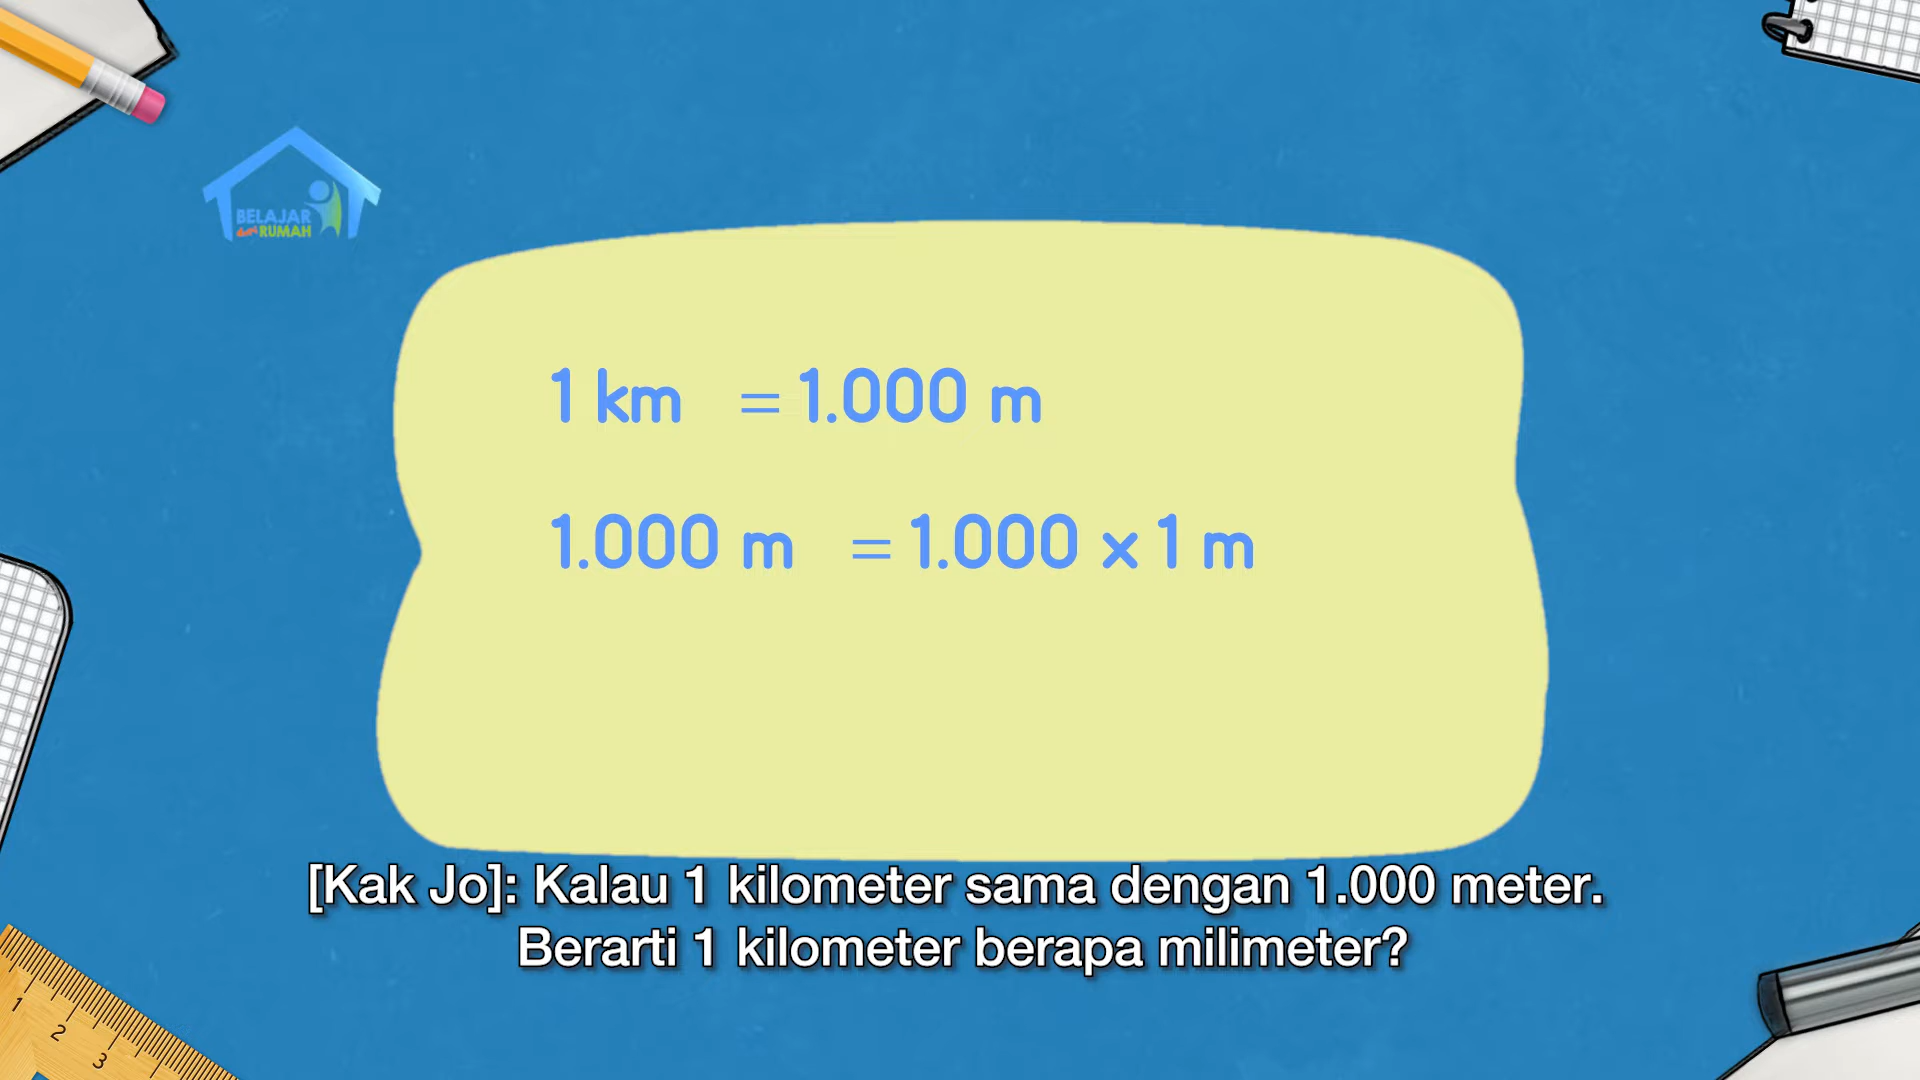 BELAJAR
dari RUMAH
1 km = 1.000 m
1.000 m = 1.000 x 1 m
[Kak Jo]: Kalau 1 kilometer sama dengan 1.000 meter.
Berarti 1 kilometer berapa milimeter?
1
2
3